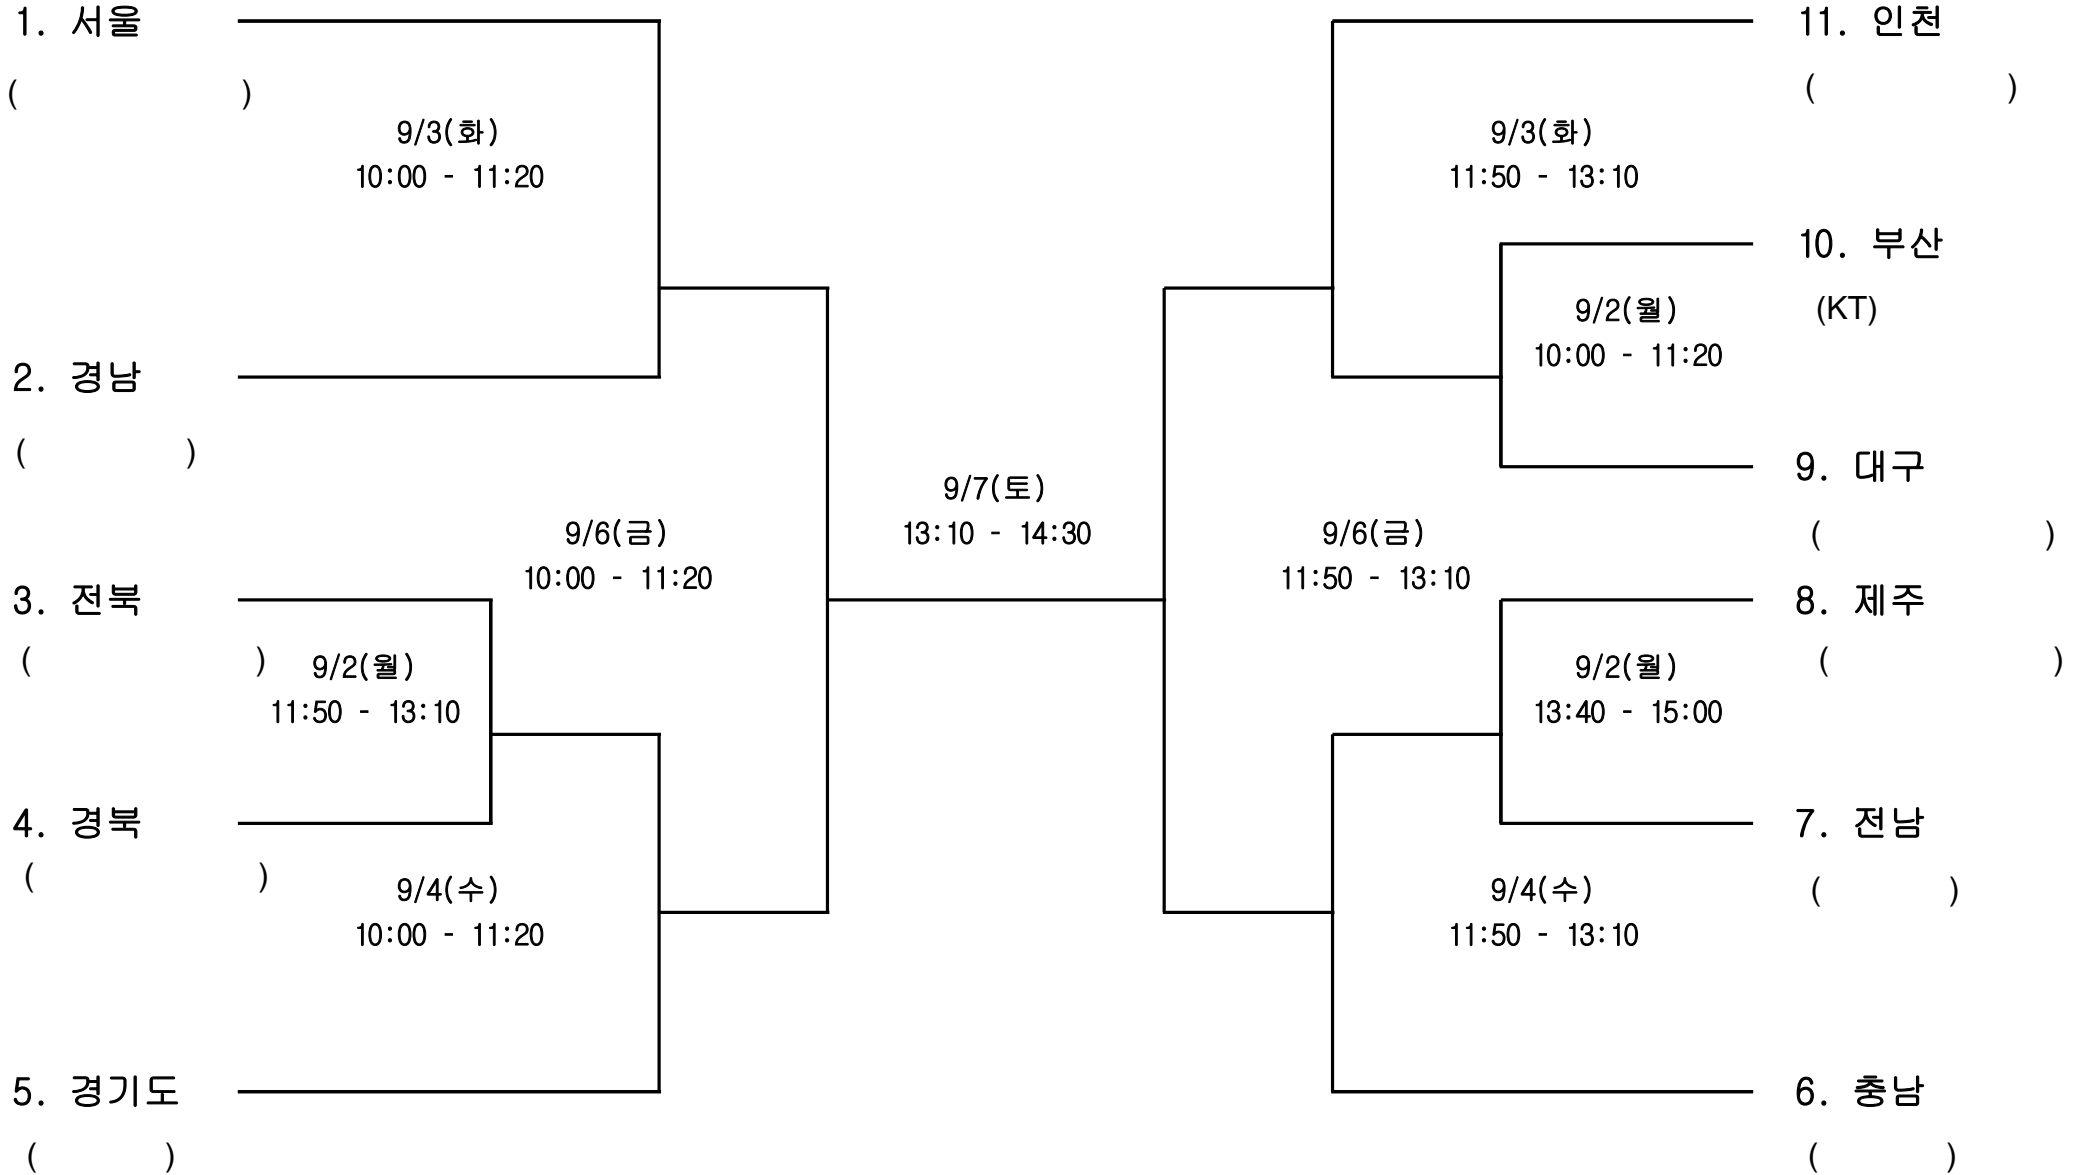 1. 서울
(          )
9/3(화)
10:00 - 11:20
2. 경남
(          )
3. 전북
(          )
9/2(월)
11:50 - 13:10
4. 경북
(          )
9/4(수)
10:00 - 11:20
5. 경기도
(          )
9/6(금)
10:00 - 11:20
9/7(토)
13:10 - 14:30
9/6(금)
11:50 - 13:10
11. 인천
(          )
9/3(화)
11:50 - 13:10
10. 부산
(KT)
9/2(월)
10:00 - 11:20
9. 대구
(          )
8. 제주
(          )
9/2(월)
13:40 - 15:00
7. 전남
(          )
9/4(수)
11:50 - 13:10
6. 충남
(          )